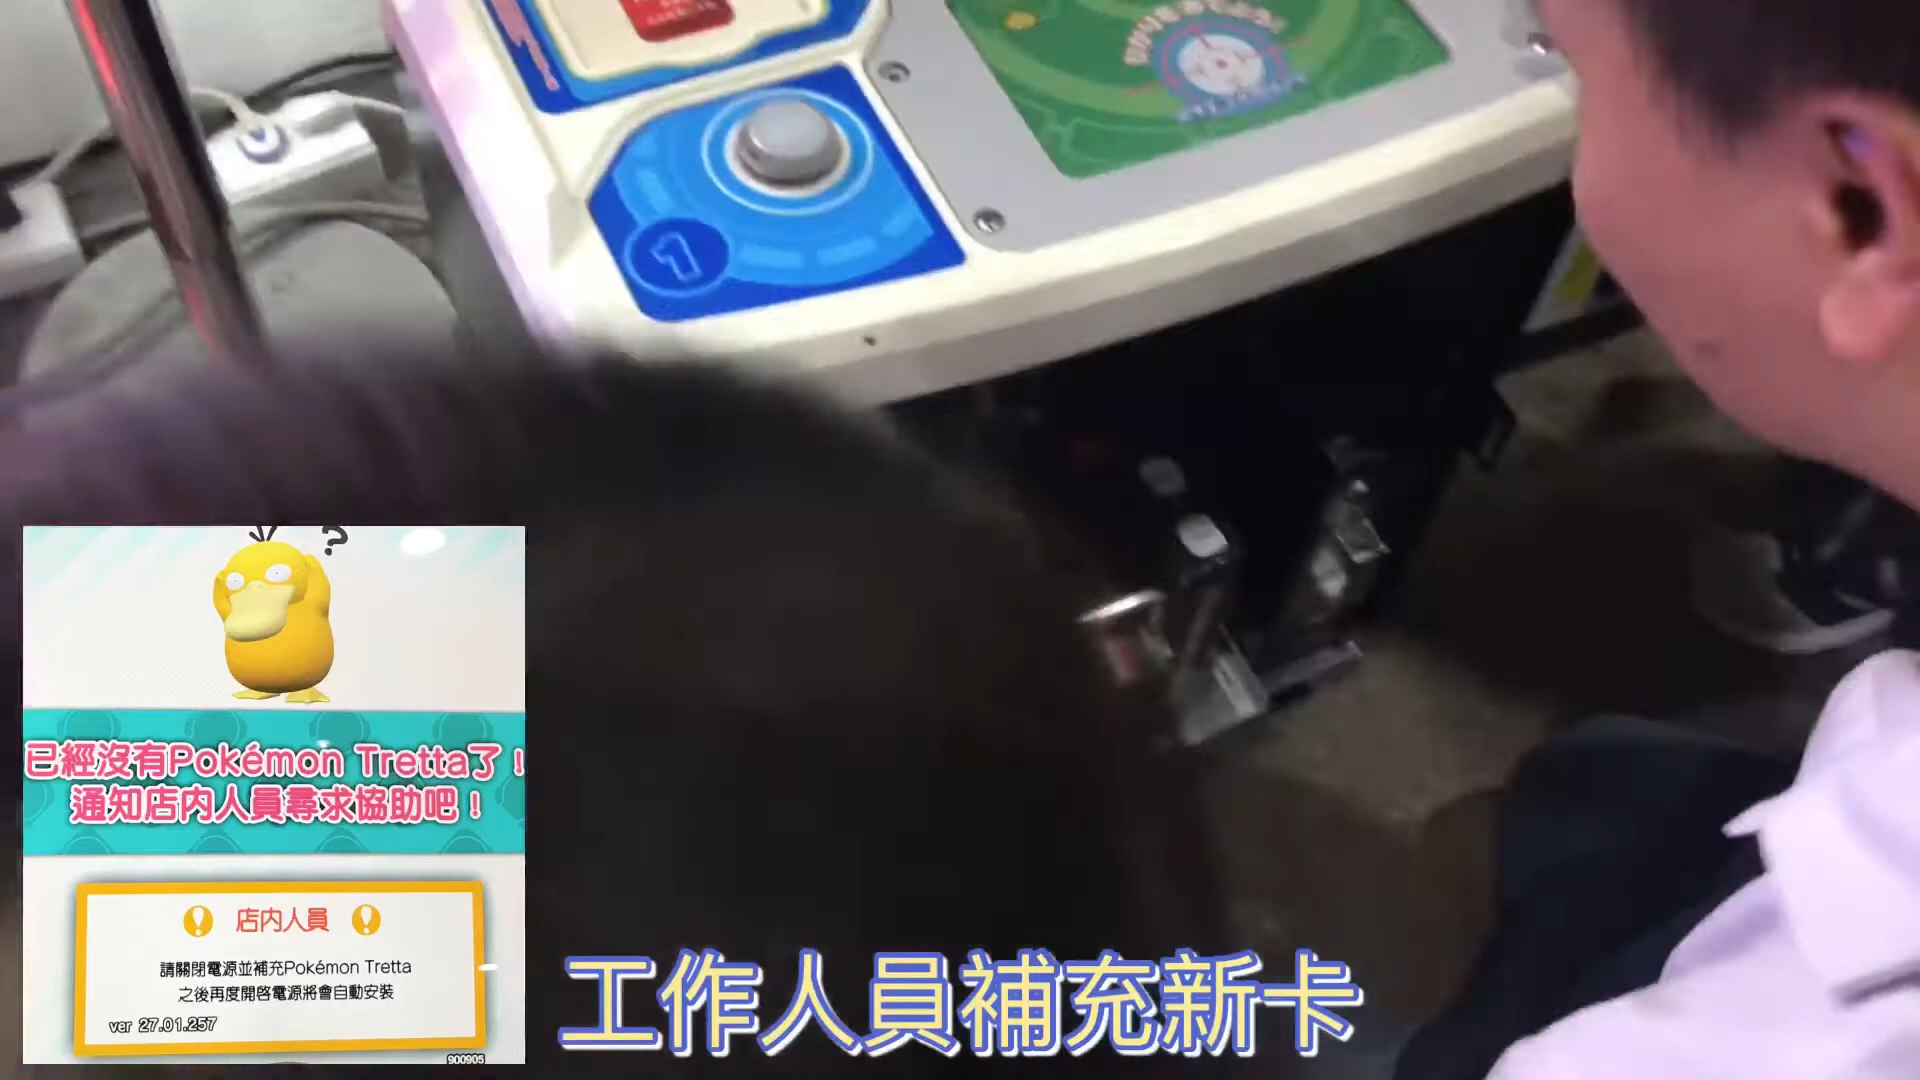 1
?
已經沒有Pokémon Tretta了!
通知店內人員尋求協助吧!
! 店內人員 !
請關閉電源並補充Pokémon Tretta
之後再度開啓電源將會自動安裝
ver 27.01.257
900905
工作人員補充新卡